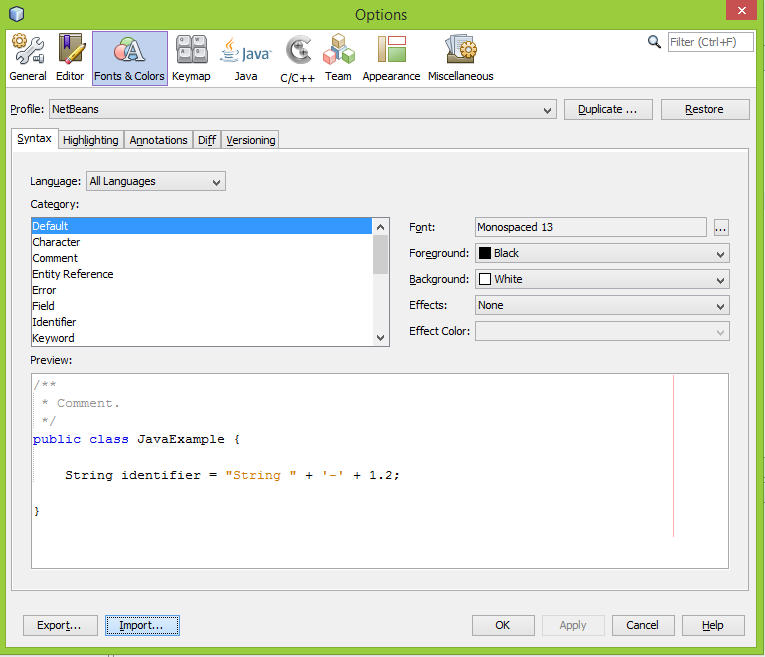 Options
General Editor Fonts & Colors Keymap Java C/C++ Team Appearance Miscellaneous
Filter (Ctrl+F)
Profile: NetBeans Duplicate ... Restore
Syntax Highlighting Annotations Diff Versioning
Language: All Languages
Category:
Default
Character
Comment
Entity Reference
Error
Field
Identifier
Keyword
Font: Monospaced 13 ...
Foreground: Black
Background: White
Effects: None
Effect Color:
Preview:
/**
* Comment.
*/
public class JavaExample {
String identifier = "String " + '-' + 1.2;
}
Export... Import... OK Apply Cancel Help